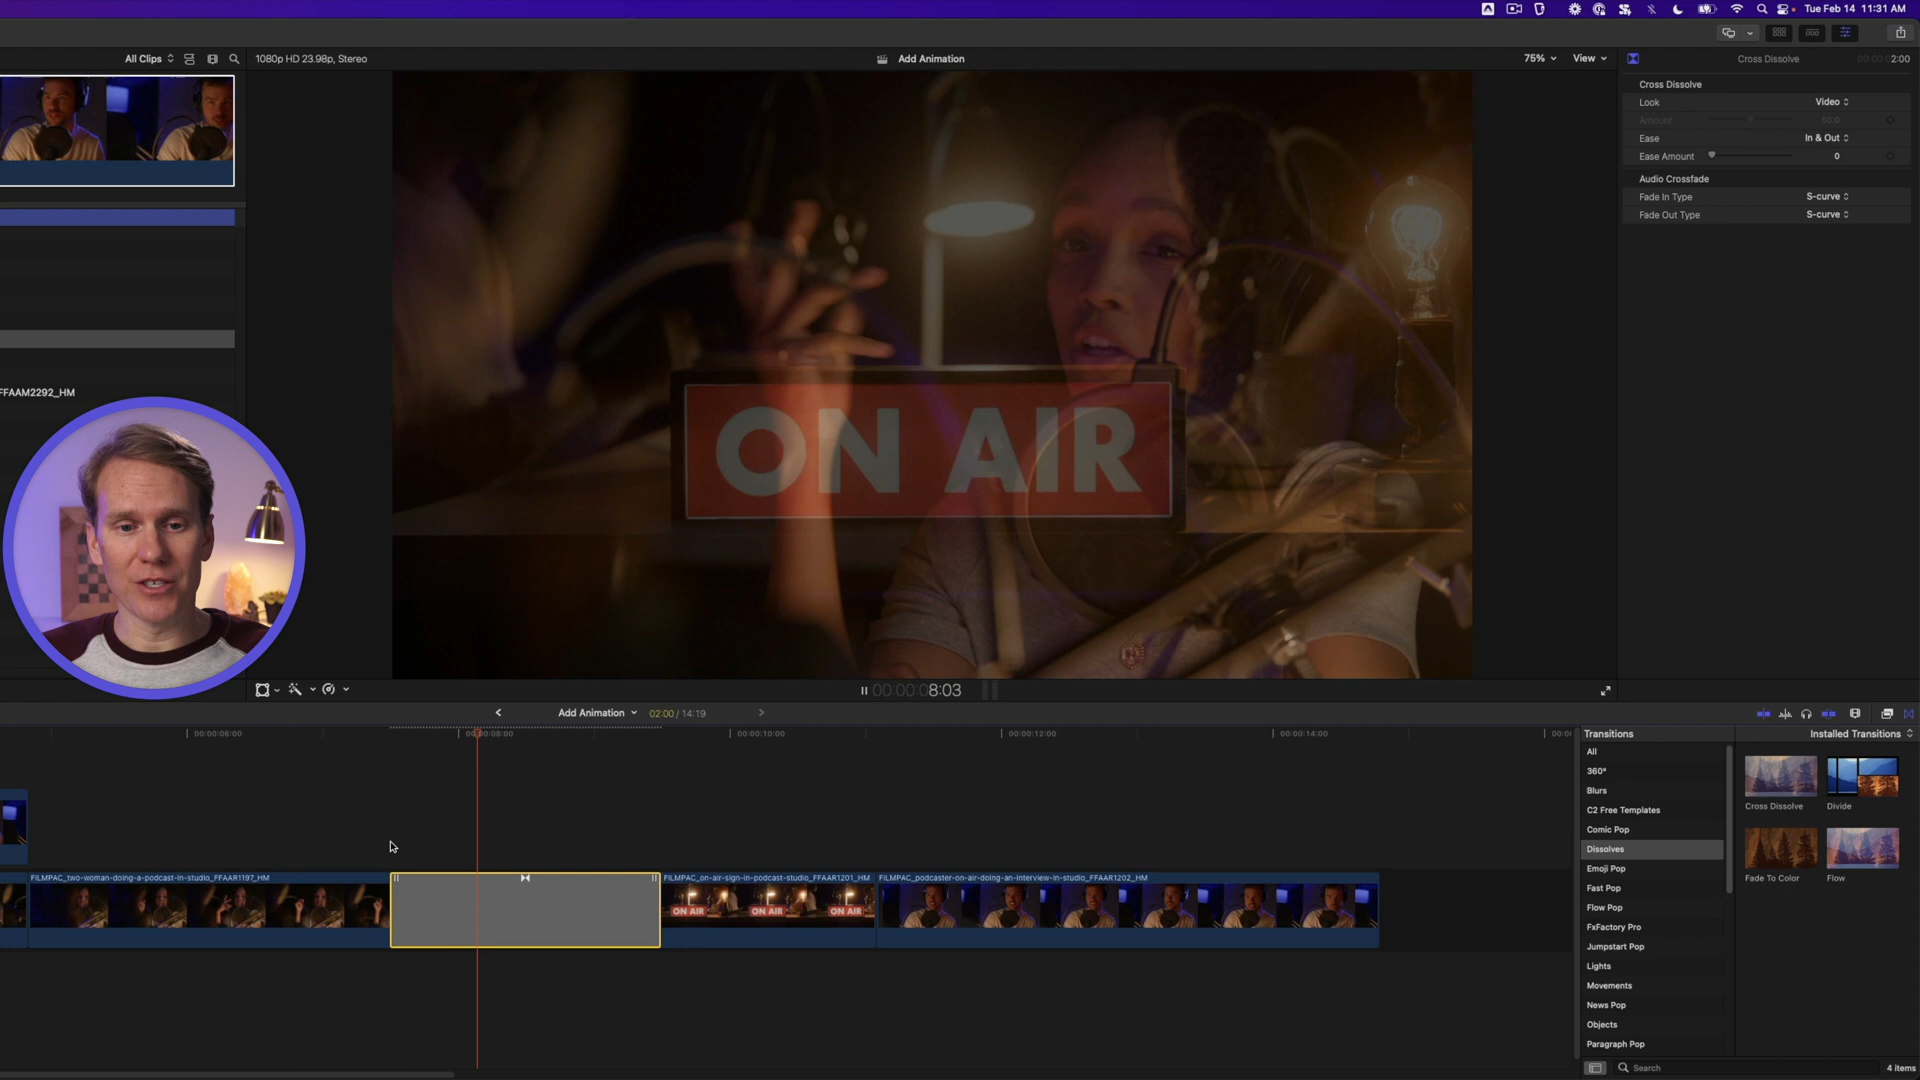 Tue Feb 14 11:31 AM
All Clips
1080p HD 23.98p, Stereo
Add Animation
75%
View
Cross Dissolve
00:00:02:00
Cross Dissolve
Look
Video
Amount
50.0
Ease
In & Out
Ease Amount
0
Audio Crossfade
Fade In Type
S-curve
Fade Out Type
S-curve
FFAAM2292_HM
ON AIR
00:00:08:03
Add Animation
02:00 / 14:19
00:00:06:00
00:00:08:00
00:00:10:00
00:00:12:00
00:00:14:00
FILMPAC_two-woman-doing-a-podcast-in-studio_FFAAR1197_HM
FILMPAC_on-air-sign-in-podcast-studio_FFAAR1201_HM
FILMPAC_podcaster-on-air-doing-an-interview-in-studio_FFAAR1202_HM
ON AIR
ON AIR
ON AIR
Transitions
Installed Transitions
All
360°
Blurs
C2 Free Templates
Comic Pop
Dissolves
Emoji Pop
Fast Pop
Flow Pop
FxFactory Pro
Jumpstart Pop
Lights
Movements
News Pop
Objects
Paragraph Pop
Cross Dissolve
Divide
Fade To Color
Flow
Search
4 items